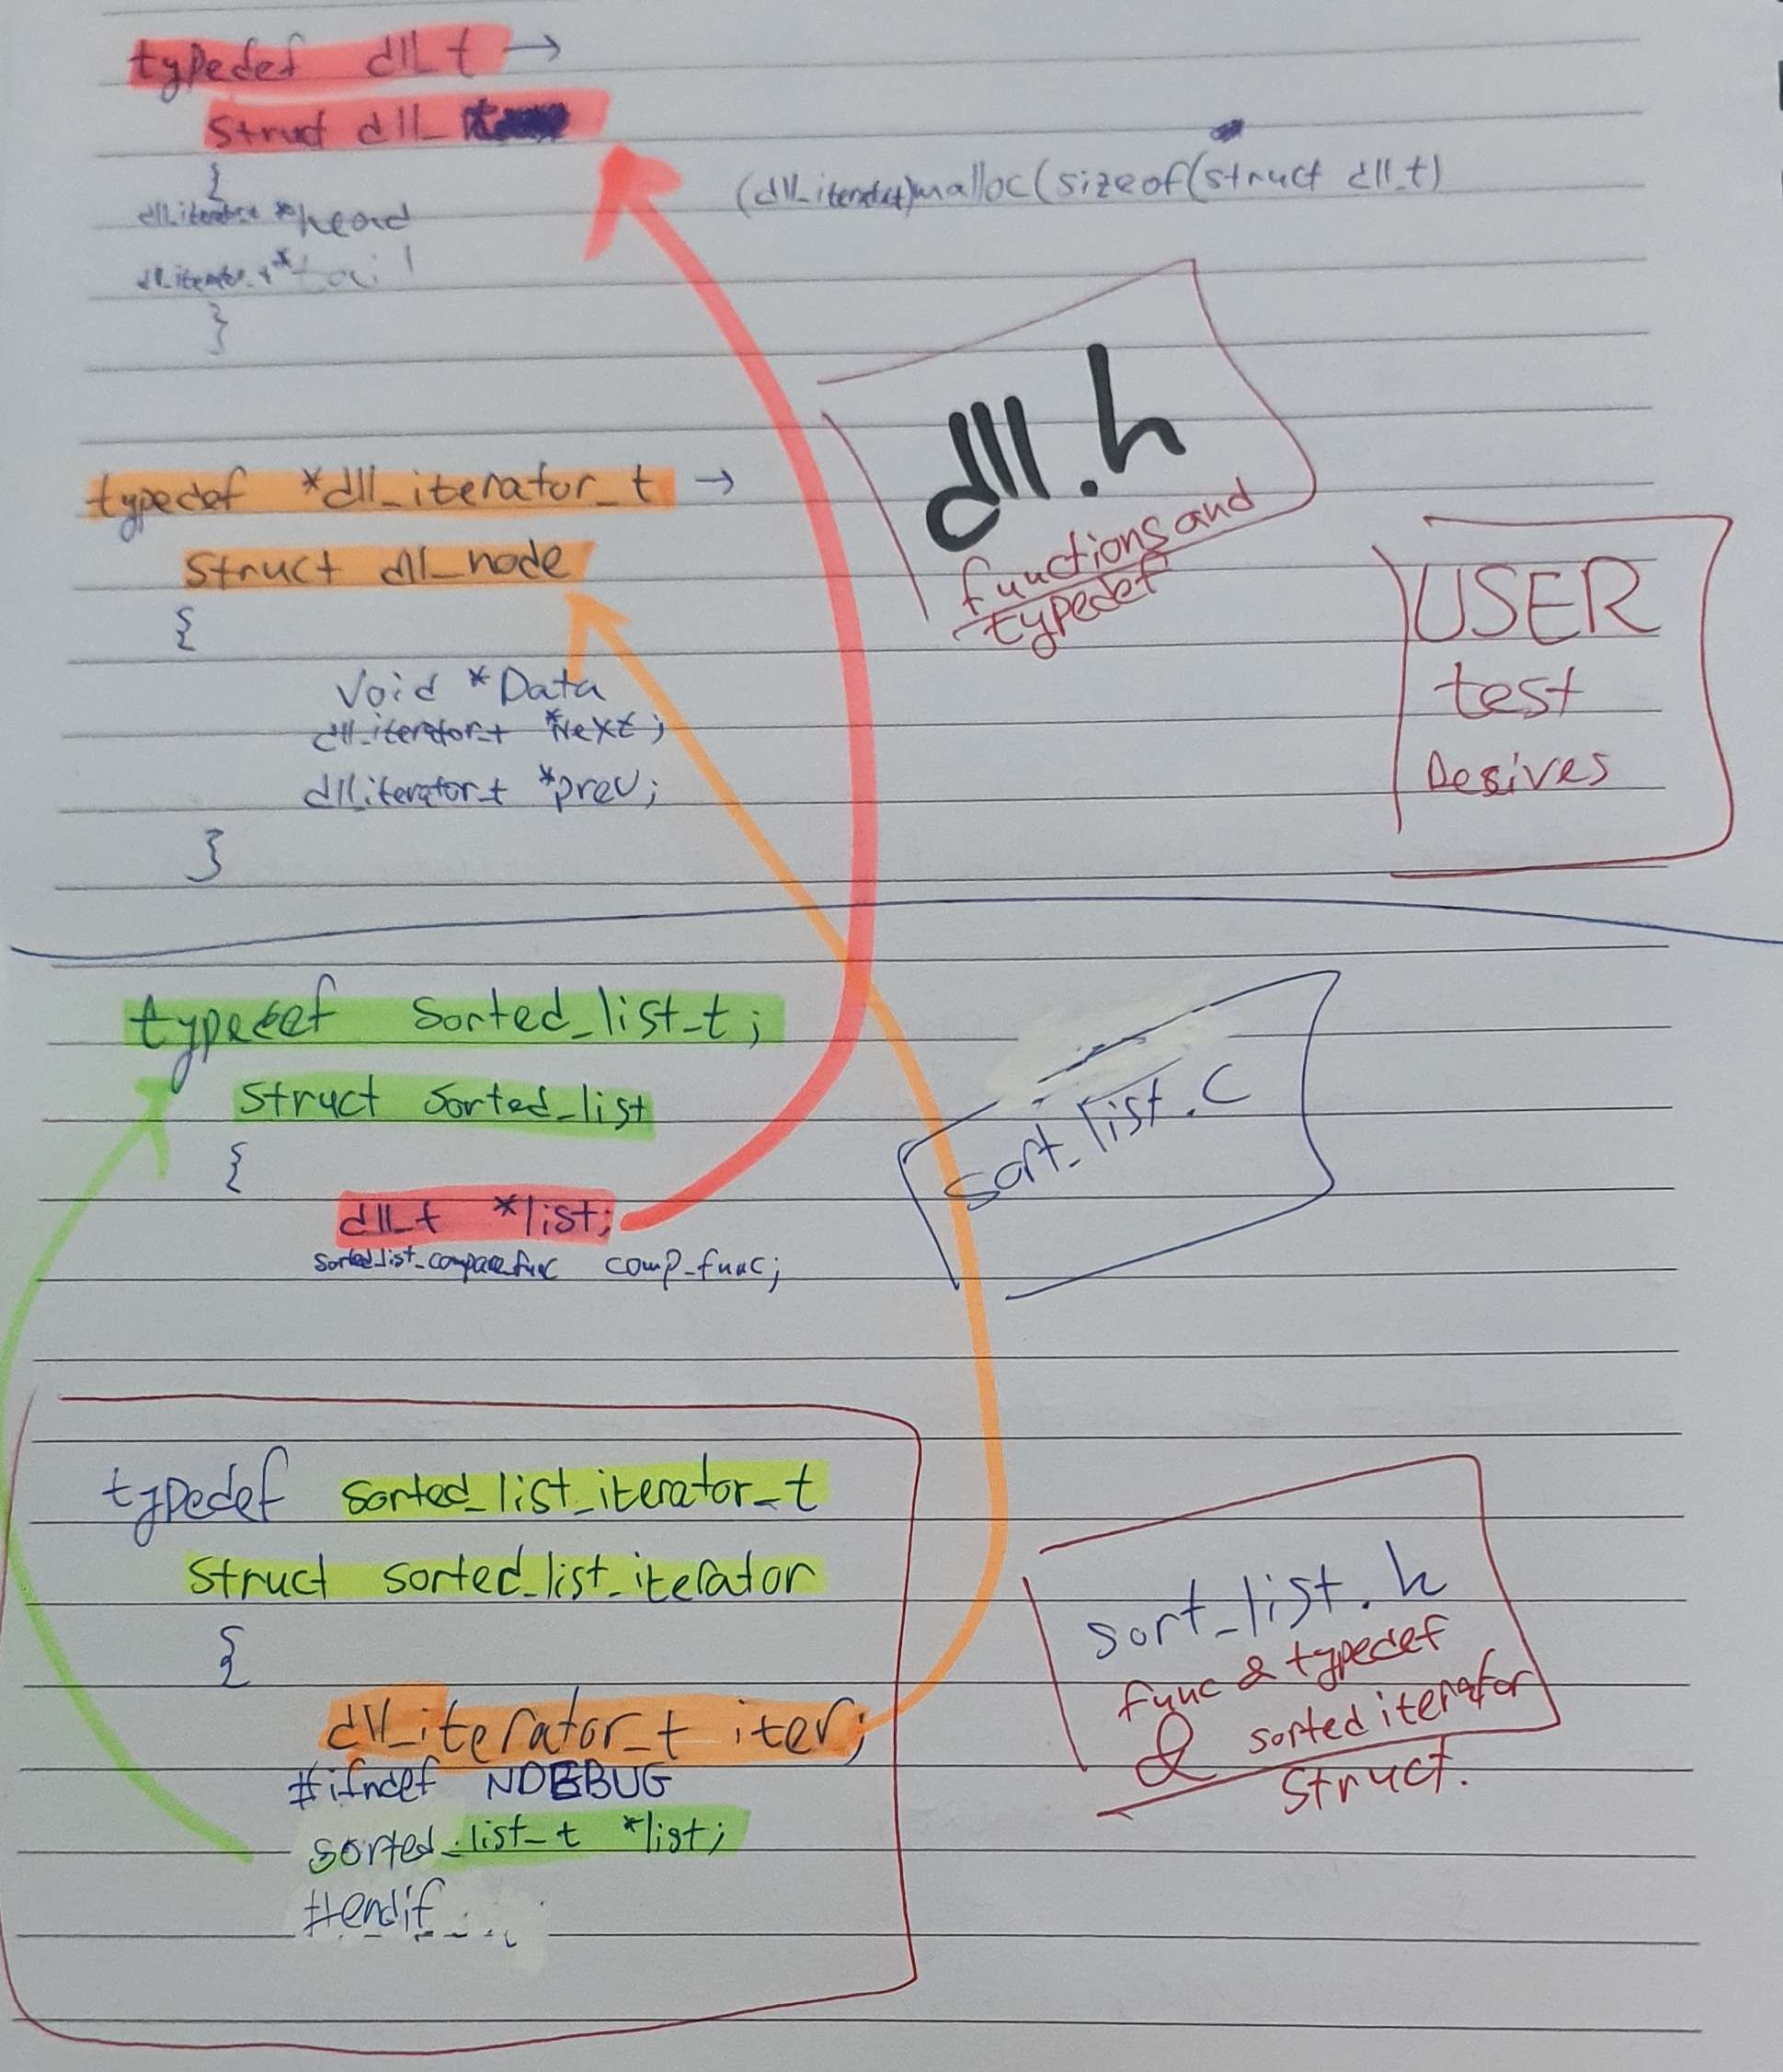 typedef dll_t →
struct dll_
{
(dll_iterator_t)malloc(sizeof(struct dll_t)
dll_iterator_t *head
dll_iterator_t *tail
}
dll.h
functions and
typedef
typedef *dll_iterator_t →
struct dll_node
{
void *Data
dll_iterator_t *Next;
dll_iterator_t *prev;
}
USER
test
Desives
typedef sorted_list_t;
struct sorted_list
{
dll_t *list;
sorted_list_compare_func comp_func;
sort_list.c
typedef sorted_list_iterator_t
struct sorted_list_iterator
{
dll_iterator_t iter;
#ifndef NDEBUG
sorted_list_t *list;
#endif
sort_list.h
func & typedef
& sorted iterator
struct.